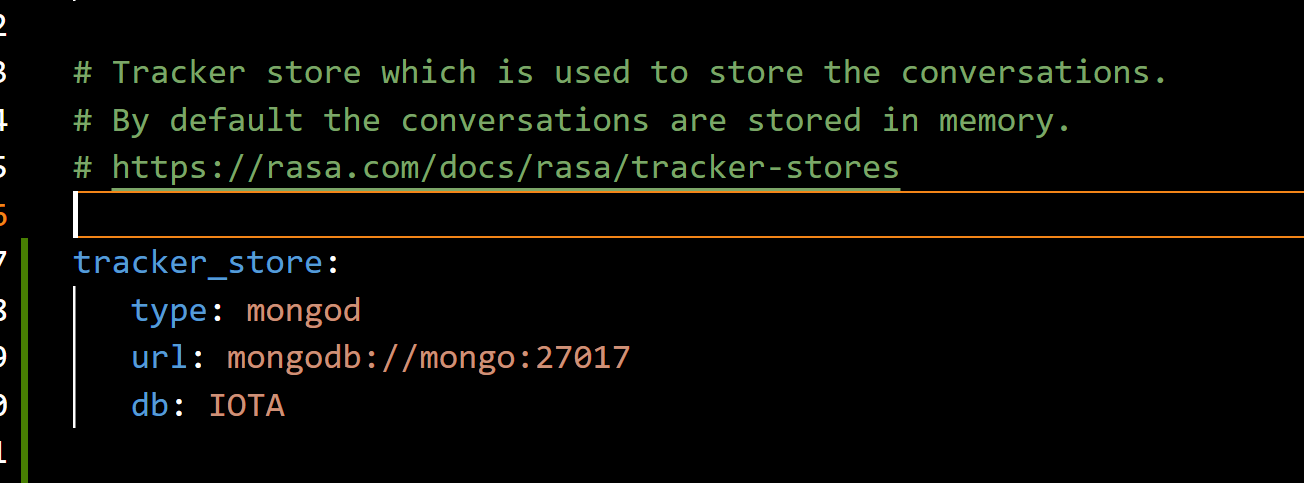 2
3 # Tracker store which is used to store the conversations.
4 # By default the conversations are stored in memory.
5 # https://rasa.com/docs/rasa/tracker-stores
6
7 tracker_store:
8 type: mongod
9 url: mongodb://mongo:27017
0 db: IOTA
1